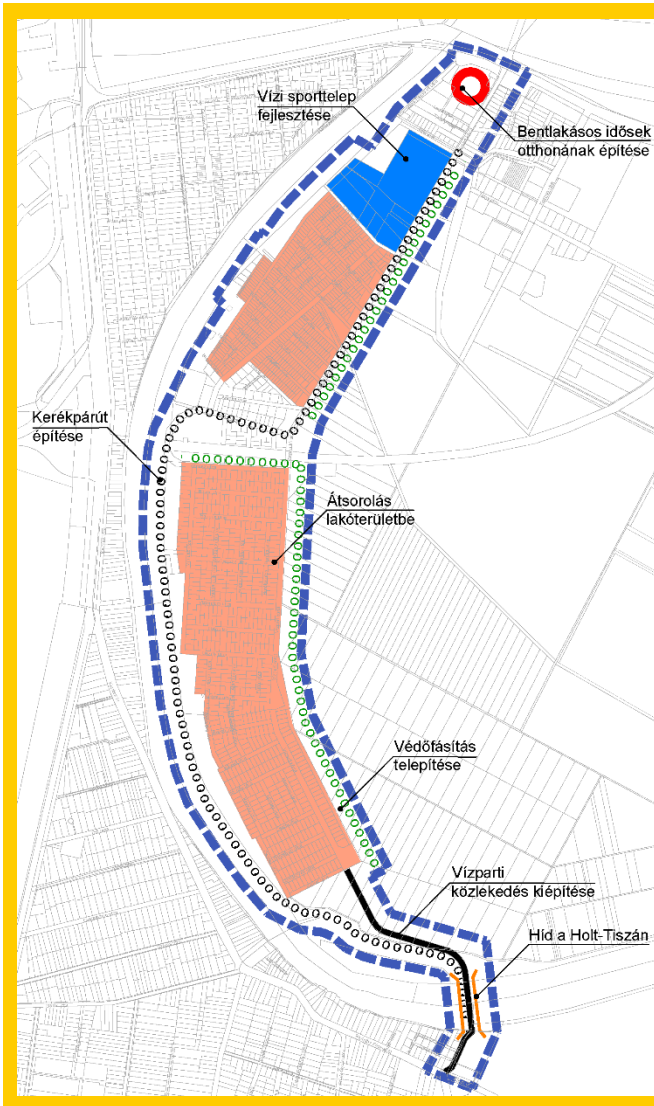 Vízi sporttelep
fejlesztése
Bentlakásos idősek
otthonának építése
Kerékpárút
építése
Átsorolás
lakóterületbe
Védőfásítás
telepítése
Vízparti
közlekedés kiépítése
Híd a Holt-Tiszán